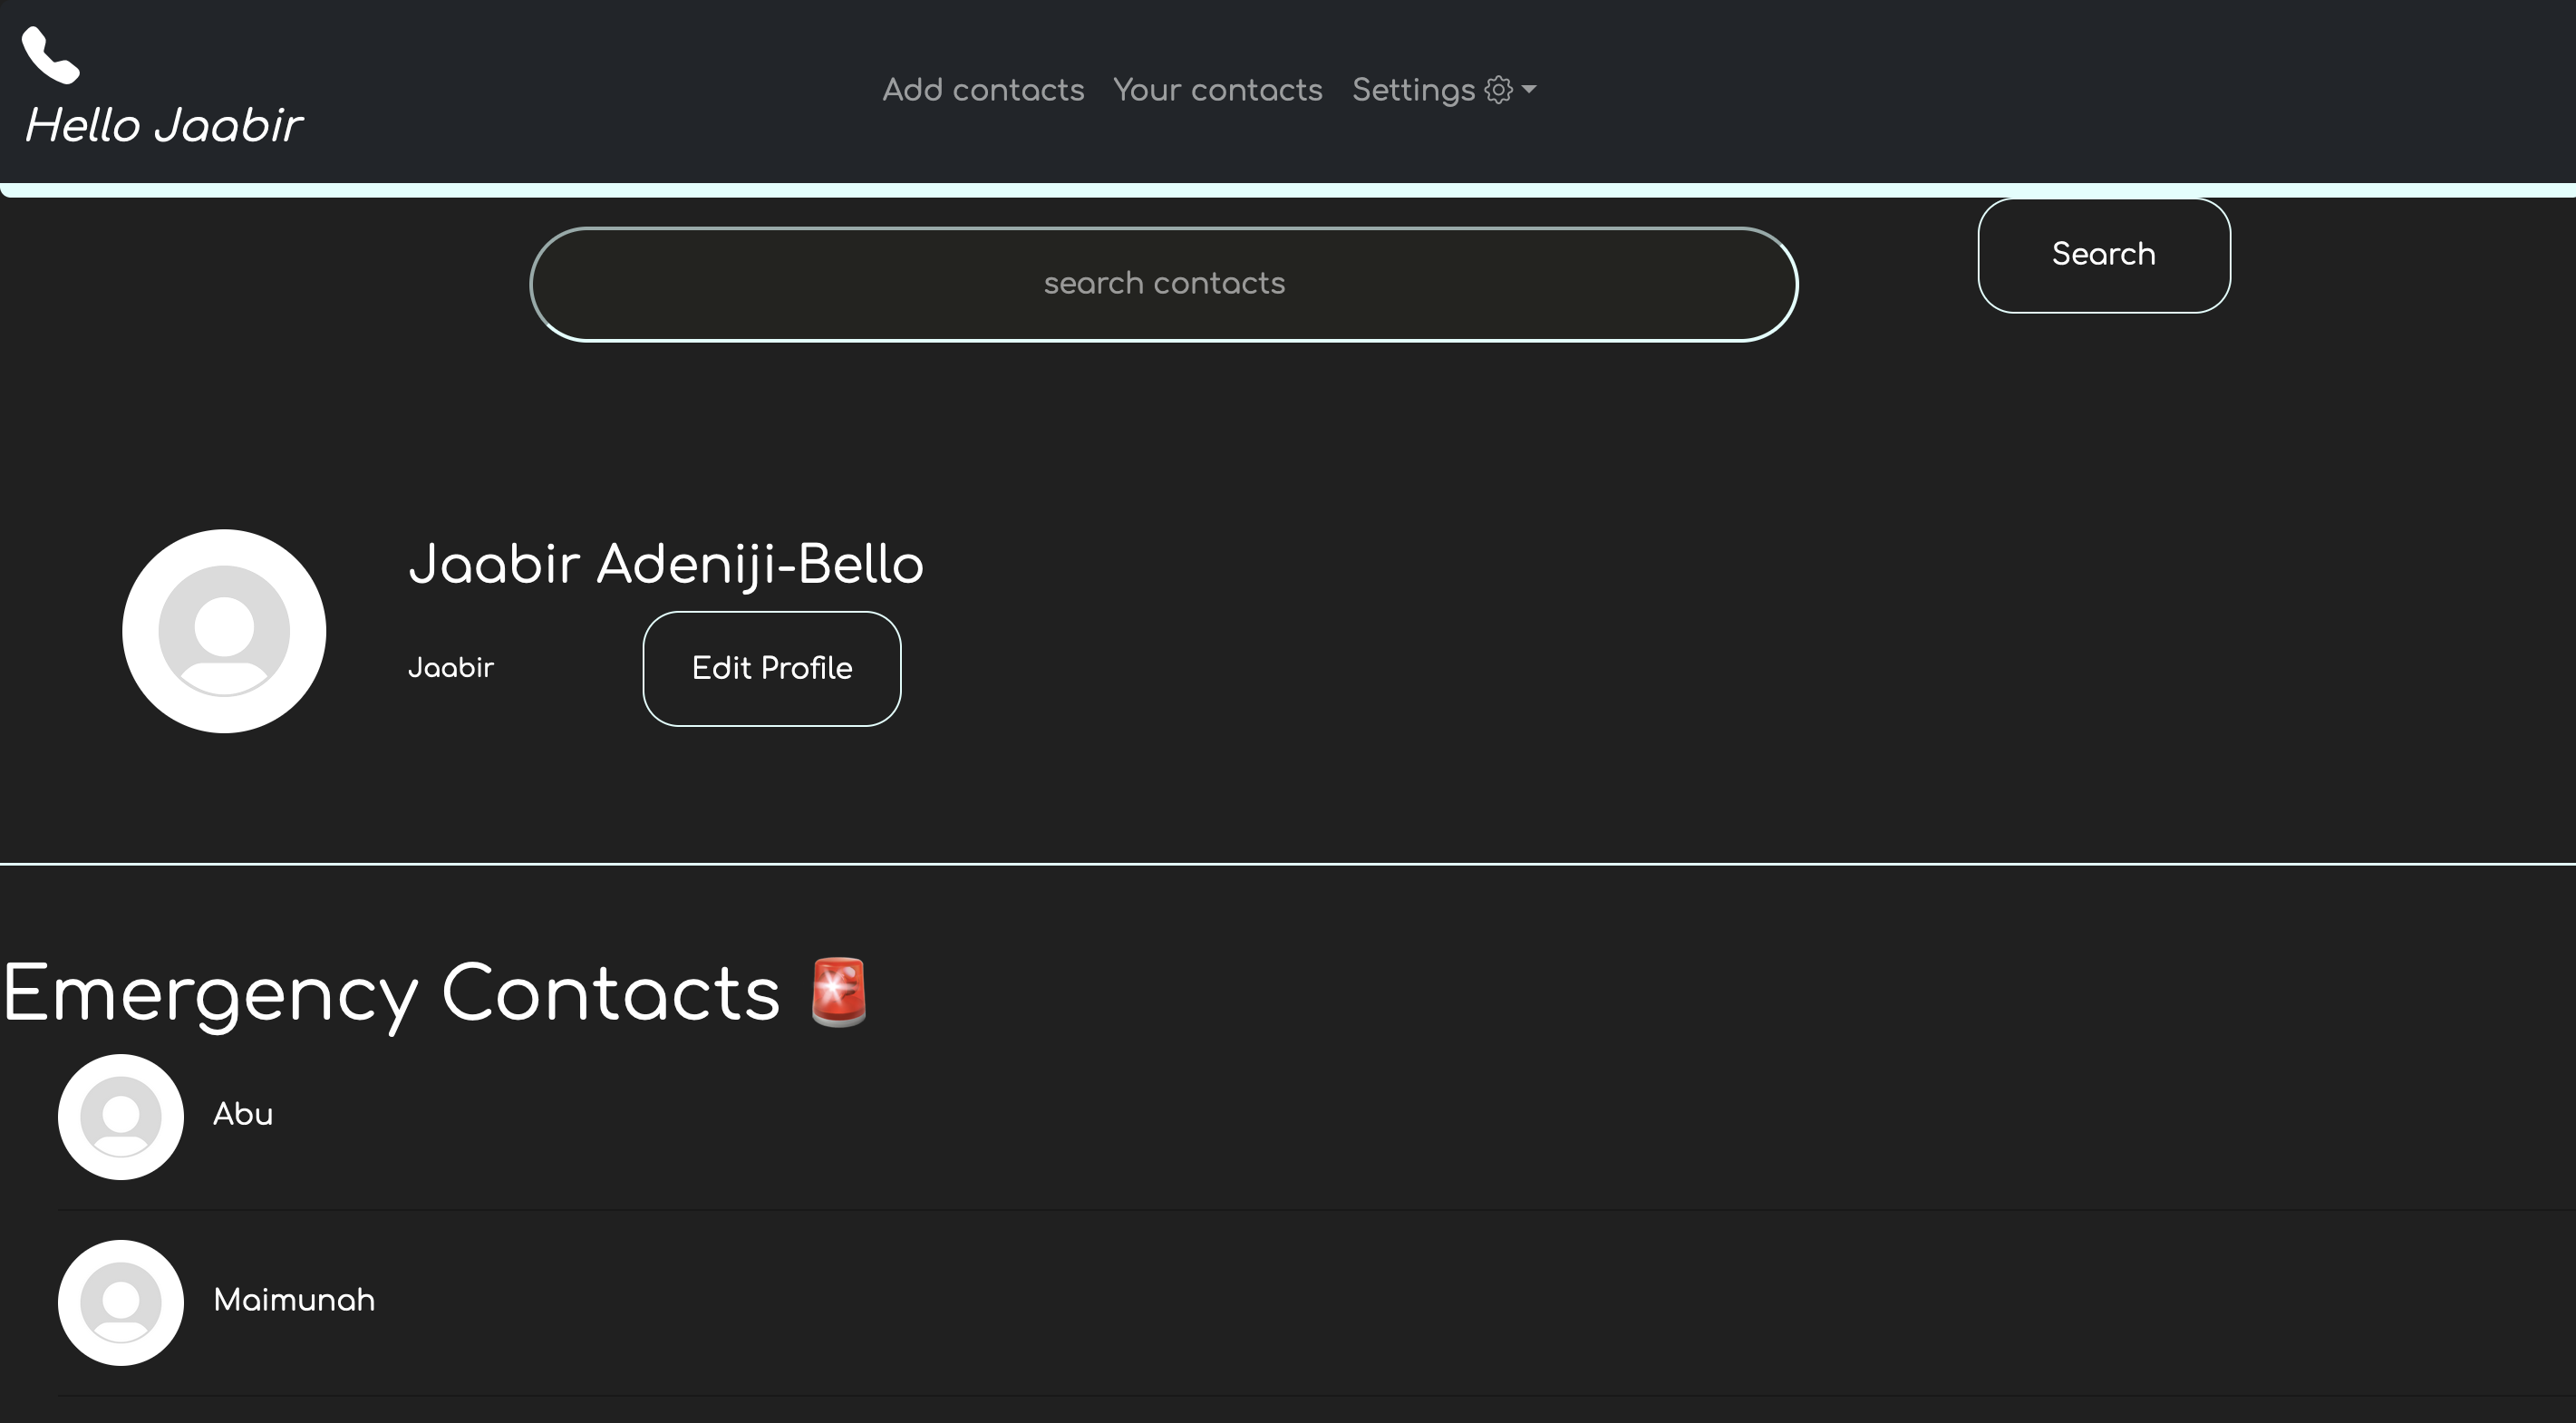 Hello Jaabir
Add contacts Your contacts Settings
search contacts
Search
Jaabir Adeniji-Bello
Jaabir
Edit Profile
Emergency Contacts 🚨
Abu
Maimunah